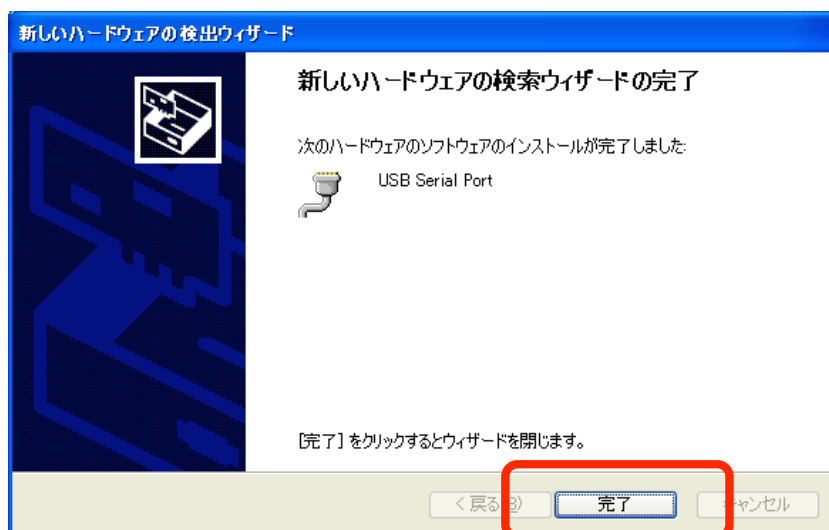 新しいハードウェアの検出ウィザード
新しいハードウェアの検索ウィザードの完了
次のハードウェアのソフトウェアのインストールが完了しました:
USB Serial Port
[完了] をクリックするとウィザードを閉じます。
< 戻る(B) 完了 キャンセル